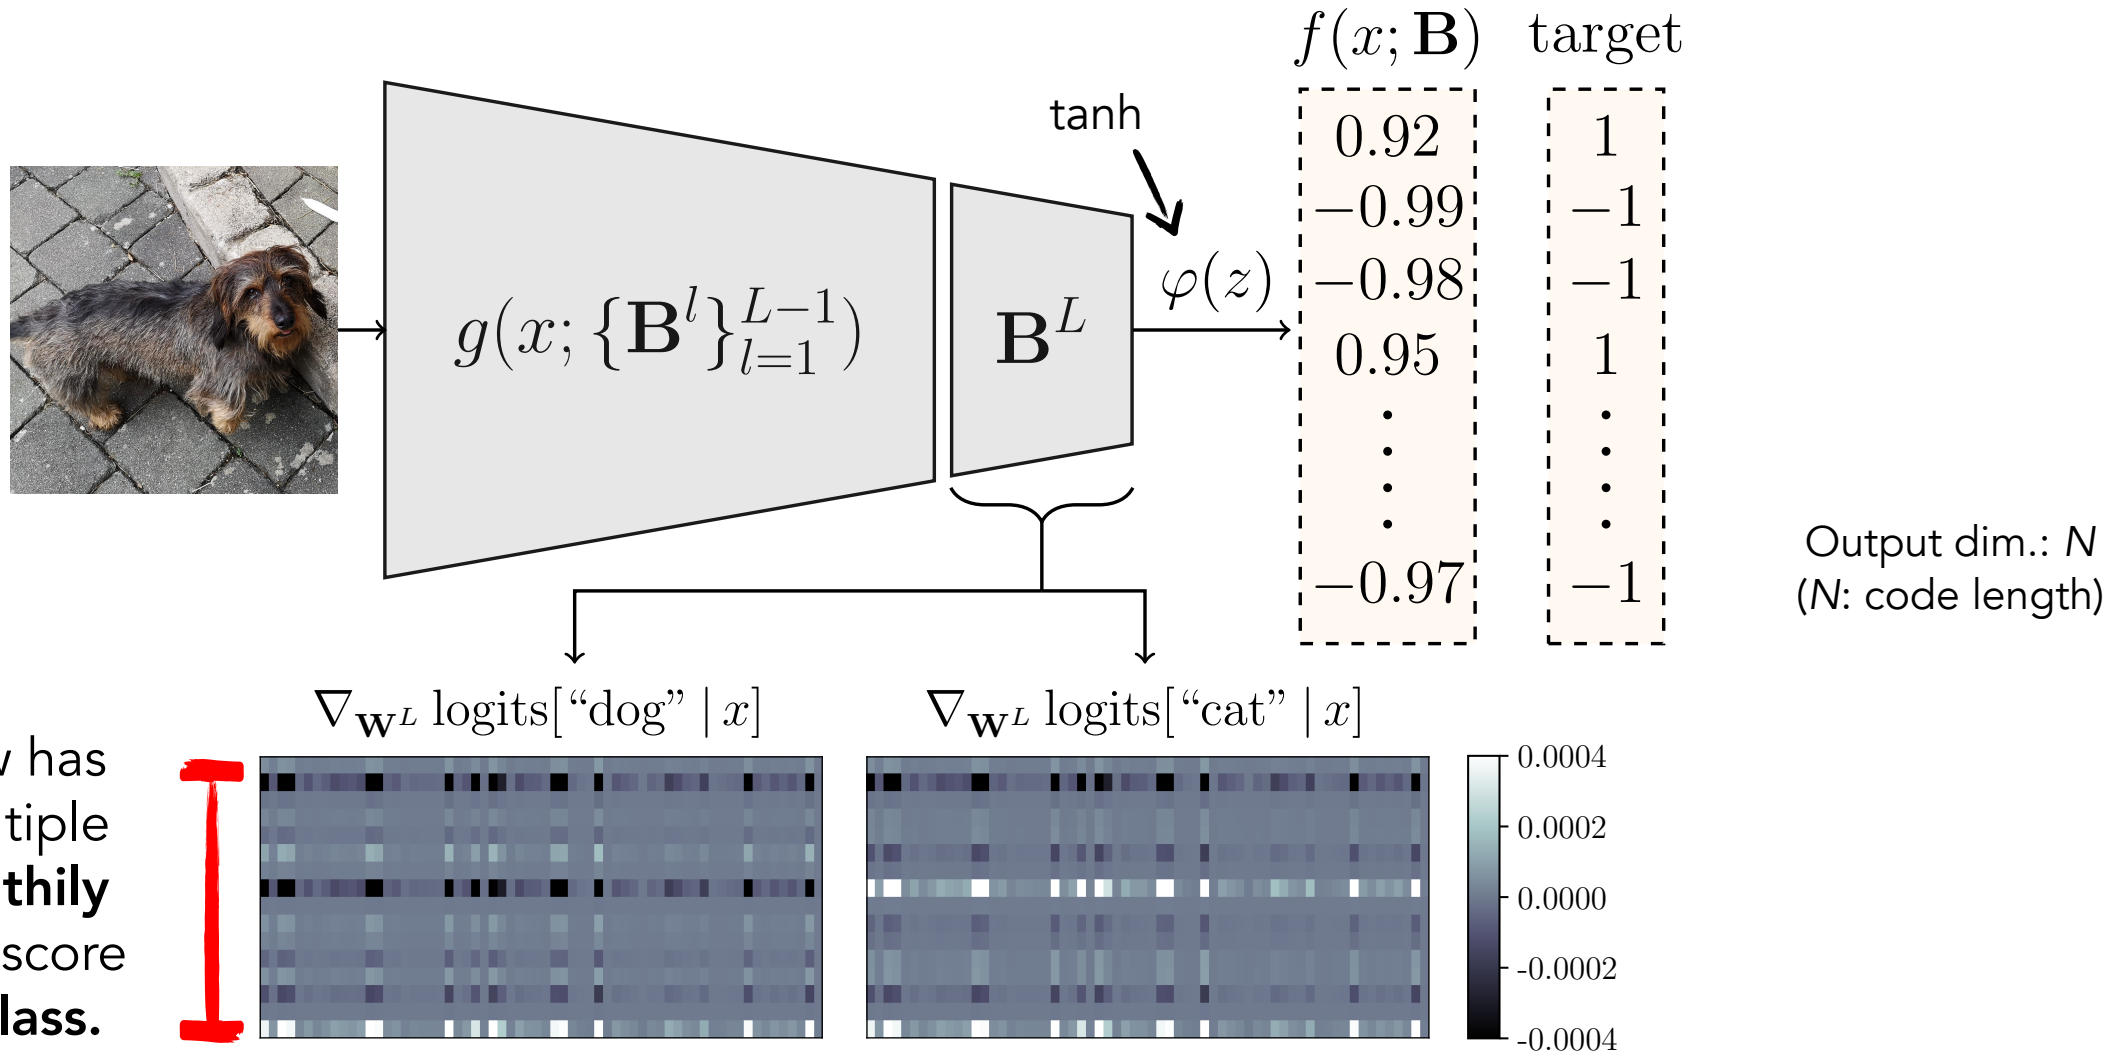 f(x; B) target
tanh
0.92 1
−0.99 −1
−0.98 −1
φ(z)
0.95 1
g(x; {B^l}_{l=1}^{L−1})
B^L
−0.97 −1
Output dim.: N
(N: code length)
∇_{W^L} logits[“dog” | x]
∇_{W^L} logits[“cat” | x]
has
tiple
thily
score
lass.
0.0004
0.0002
0.0000
-0.0002
-0.0004